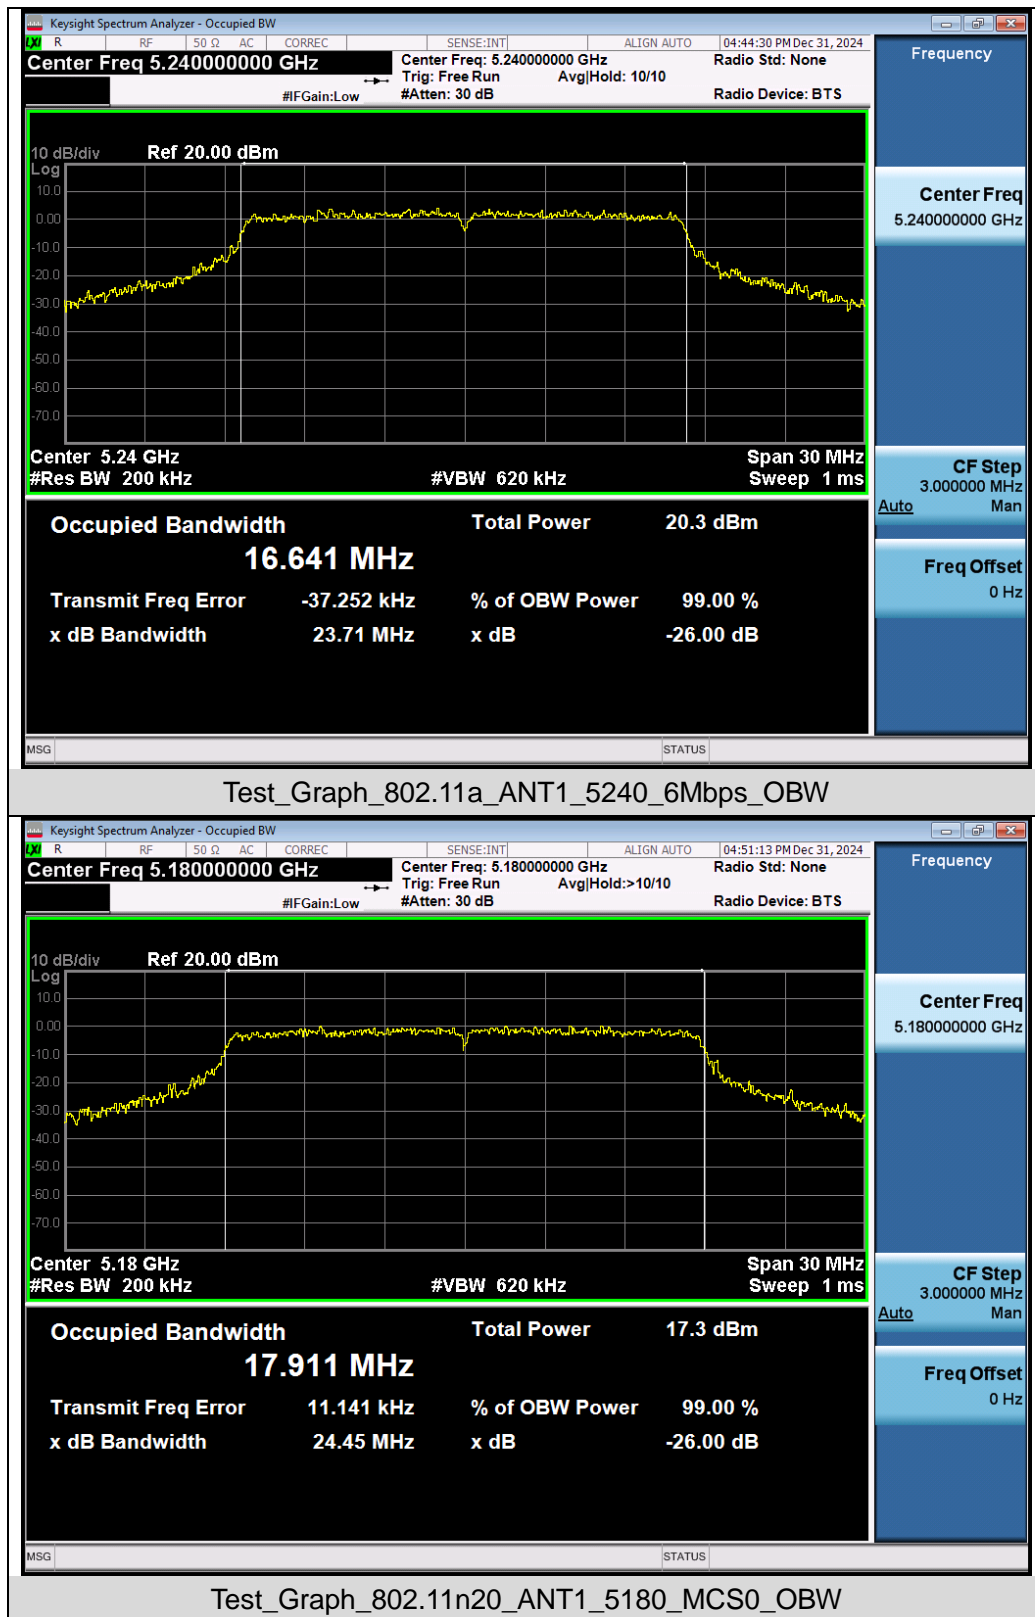 Keysight Spectrum Analyzer - Occupied BW
LXI R RF 50 Ω AC CORREC SENSE:INT ALIGN AUTO 04:44:30 PM Dec 31, 2024
Center Freq 5.240000000 GHz
Center Freq: 5.240000000 GHz Radio Std: None
Trig: Free Run Avg|Hold: 10/10
#IFGain:Low #Atten: 30 dB Radio Device: BTS
Frequency
10 dB/div Ref 20.00 dBm
Log
10.0
0.00
-10.0
-20.0
-30.0
-40.0
-50.0
-60.0
-70.0
Center Freq
5.240000000 GHz
Center 5.24 GHz Span 30 MHz
#Res BW 200 kHz #VBW 620 kHz Sweep 1 ms
CF Step
3.000000 MHz
Auto Man
Occupied Bandwidth Total Power 20.3 dBm
16.641 MHz
Freq Offset
0 Hz
Transmit Freq Error -37.252 kHz % of OBW Power 99.00 %
x dB Bandwidth 23.71 MHz x dB -26.00 dB
MSG STATUS
Test_Graph_802.11a_ANT1_5240_6Mbps_OBW
Keysight Spectrum Analyzer - Occupied BW
LXI R RF 50 Ω AC CORREC SENSE:INT ALIGN AUTO 04:51:13 PM Dec 31, 2024
Center Freq 5.180000000 GHz
Center Freq: 5.180000000 GHz Radio Std: None
Trig: Free Run Avg|Hold:>10/10
#IFGain:Low #Atten: 30 dB Radio Device: BTS
Frequency
10 dB/div Ref 20.00 dBm
Log
10.0
0.00
-10.0
-20.0
-30.0
-40.0
-50.0
-60.0
-70.0
Center Freq
5.180000000 GHz
Center 5.18 GHz Span 30 MHz
#Res BW 200 kHz #VBW 620 kHz Sweep 1 ms
CF Step
3.000000 MHz
Auto Man
Occupied Bandwidth Total Power 17.3 dBm
17.911 MHz
Freq Offset
0 Hz
Transmit Freq Error 11.141 kHz % of OBW Power 99.00 %
x dB Bandwidth 24.45 MHz x dB -26.00 dB
MSG STATUS
Test_Graph_802.11n20_ANT1_5180_MCS0_OBW